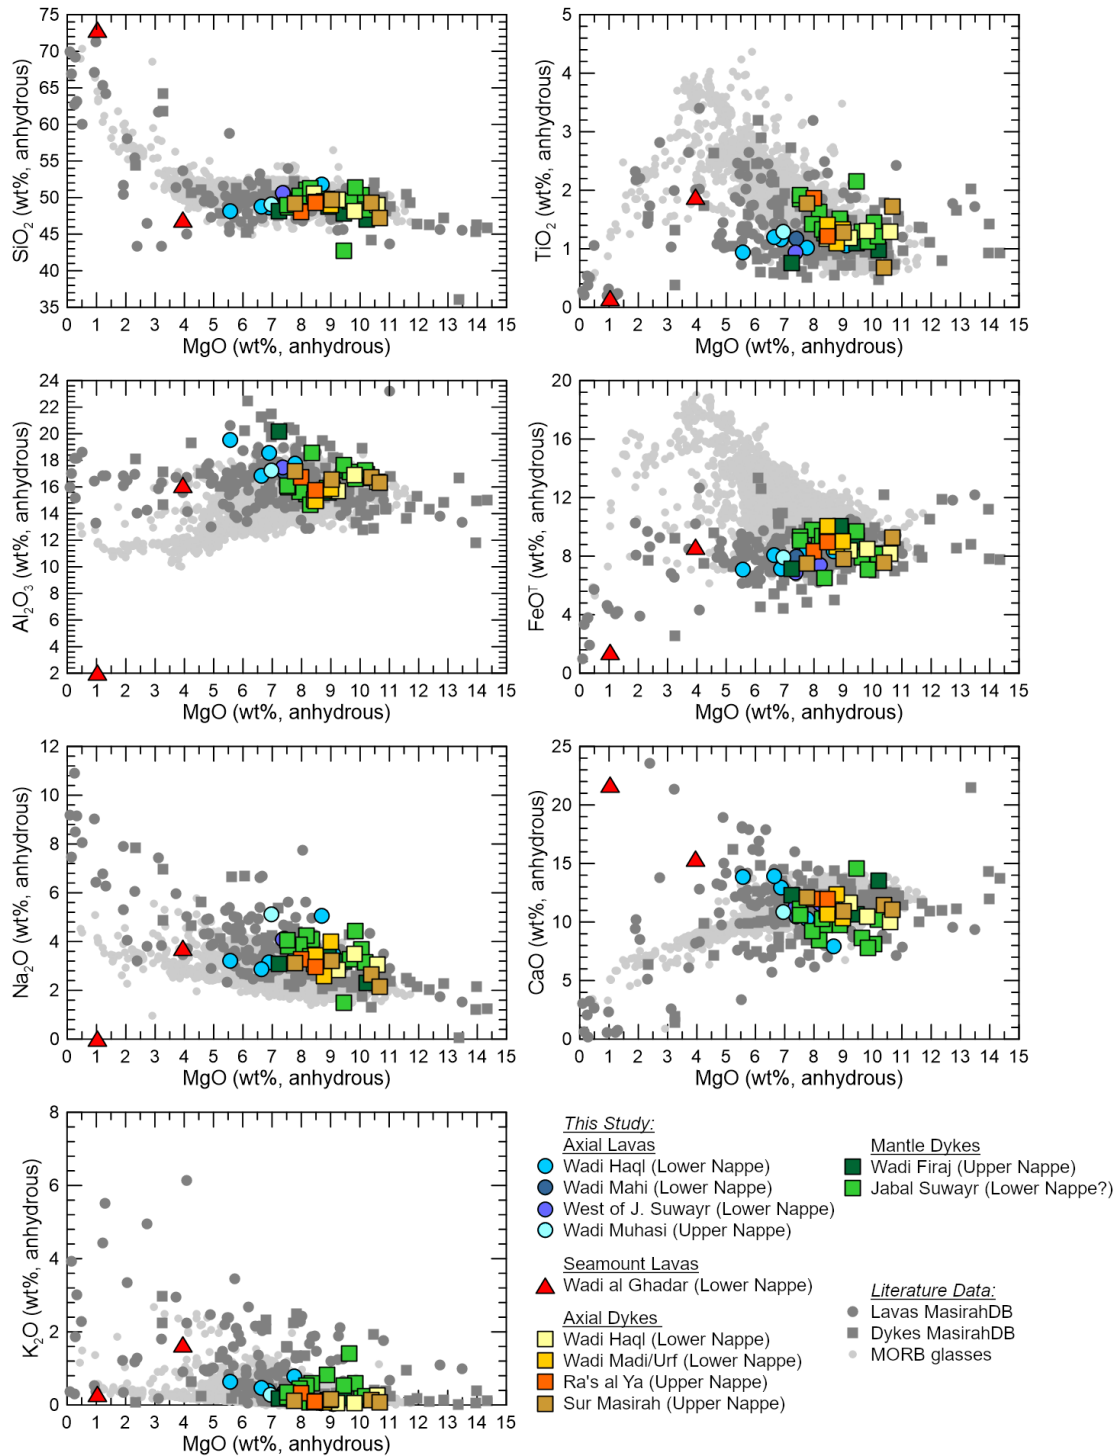 75
70
65
60
55
50
45
40
35
SiO₂ (wt%, anhydrous)
0 1 2 3 4 5 6 7 8 9 10 11 12 13 14 15
MgO (wt%, anhydrous)
5
4
3
2
1
0
TiO₂ (wt%, anhydrous)
0 1 2 3 4 5 6 7 8 9 10 11 12 13 14 15
MgO (wt%, anhydrous)
24
22
20
18
16
14
12
10
8
6
4
2
Al₂O₃ (wt%, anhydrous)
0 1 2 3 4 5 6 7 8 9 10 11 12 13 14 15
MgO (wt%, anhydrous)
20
16
12
8
4
0
FeOᵀ (wt%, anhydrous)
0 1 2 3 4 5 6 7 8 9 10 11 12 13 14 15
MgO (wt%, anhydrous)
12
10
8
6
4
2
0
Na₂O (wt%, anhydrous)
0 1 2 3 4 5 6 7 8 9 10 11 12 13 14 15
MgO (wt%, anhydrous)
25
20
15
10
5
0
CaO (wt%, anhydrous)
0 1 2 3 4 5 6 7 8 9 10 11 12 13 14 15
MgO (wt%, anhydrous)
8
6
4
2
0
K₂O (wt%, anhydrous)
0 1 2 3 4 5 6 7 8 9 10 11 12 13 14 15
MgO (wt%, anhydrous)
This Study:
Axial Lavas
Wadi Haql (Lower Nappe)
Wadi Mahi (Lower Nappe)
West of J. Suwayr (Lower Nappe)
Wadi Muhasi (Upper Nappe)
Seamount Lavas
Wadi al Ghadar (Lower Nappe)
Axial Dykes
Wadi Haql (Lower Nappe)
Wadi Madi/Urf (Lower Nappe)
Ra's al Ya (Upper Nappe)
Sur Masirah (Upper Nappe)
Mantle Dykes
Wadi Firaj (Upper Nappe)
Jabal Suwayr (Lower Nappe?)
Literature Data:
Lavas MasirahDB
Dykes MasirahDB
MORB glasses